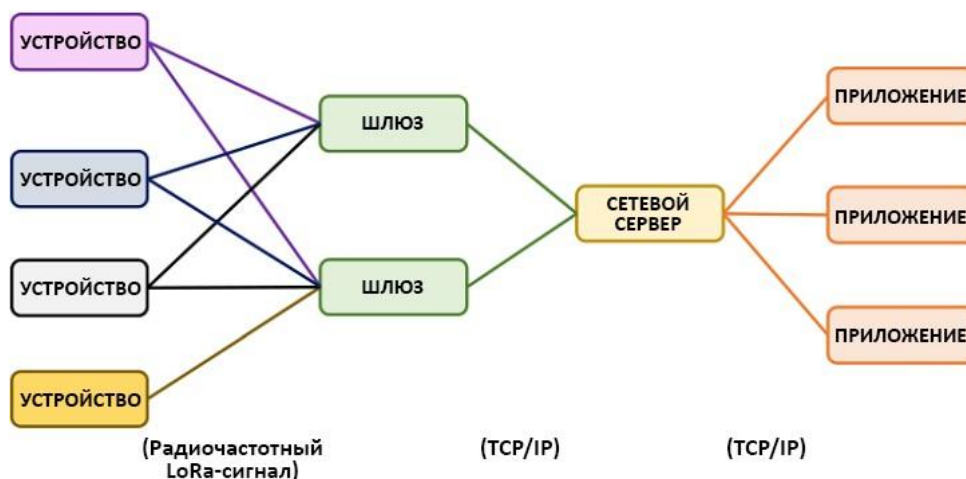 УСТРОЙСТВО
УСТРОЙСТВО
УСТРОЙСТВО
УСТРОЙСТВО
ШЛЮЗ
ШЛЮЗ
СЕТЕВОЙ
СЕРВЕР
ПРИЛОЖЕНИЕ
ПРИЛОЖЕНИЕ
ПРИЛОЖЕНИЕ
(Радиочастотный
LoRa-сигнал)
(TCP/IP)
(TCP/IP)